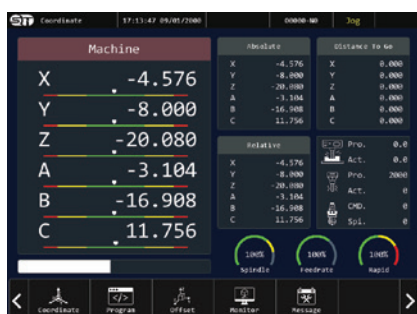 Coordinate 17:13:47 09/01/2000 O0000-N0 Jog
Machine
X -4.576
Y -8.000
Z -20.080
A -3.104
B -16.908
C 11.756
Absolute
X -4.576
Y -8.000
Z -20.080
A -3.104
B -16.908
C 11.756
Distance To Go
X 0.000
Y 0.000
Z 0.000
A 0.000
B 0.000
C 0.000
Relative
X -4.576
Y -8.000
Z -20.080
A -3.104
B -16.908
C 11.756
Pro. 0.0
Act. 0.0
Pro. 2000
Act. 0
CMD. 0
Spi. 0
100% 100% 100%
Spindle Feedrate Rapid
Coordinate Program Offset Monitor Message